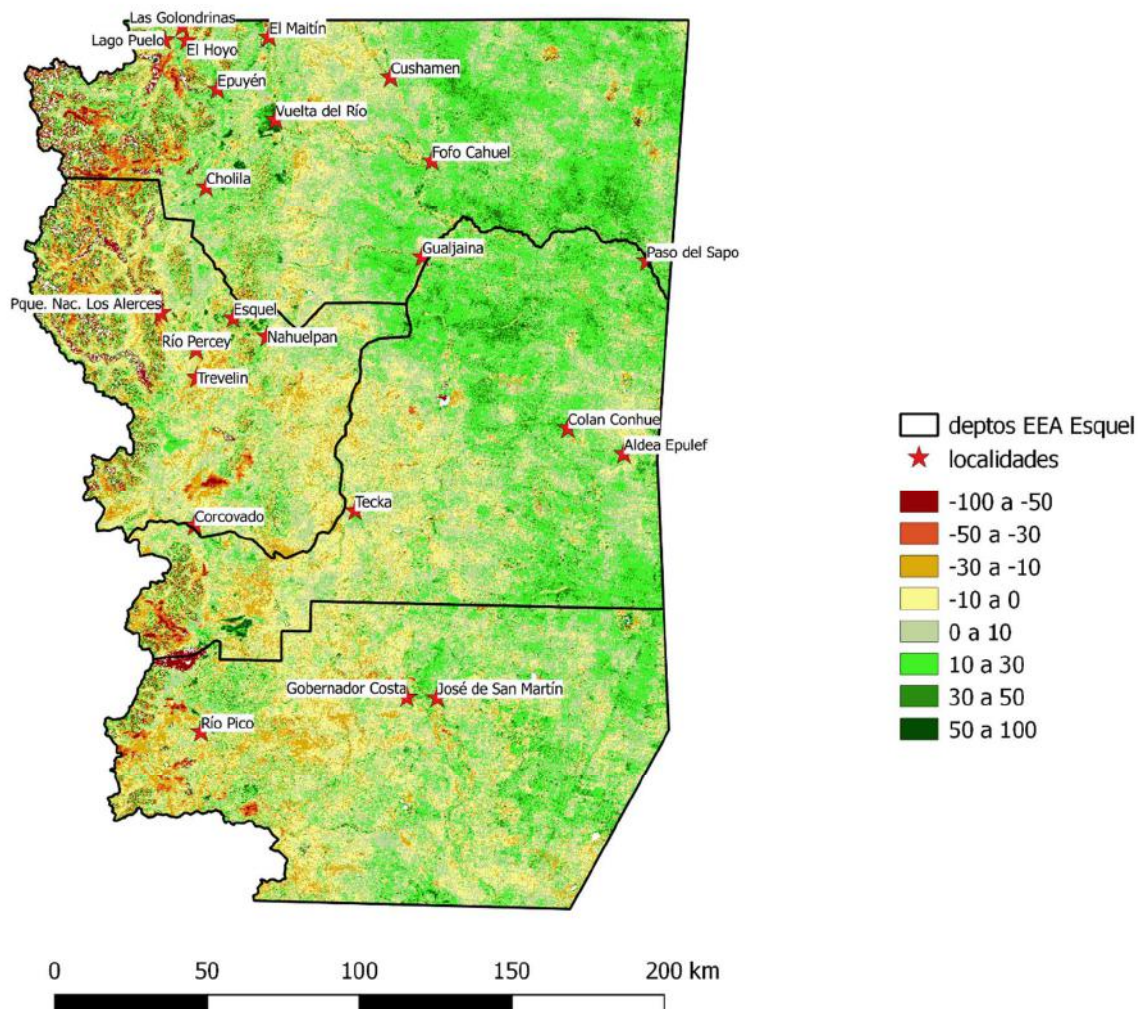 Las Golondrinas
El Maitín
Lago Puelo
El Hoyo
Cushamen
Epuyén
Vuelta del Río
Fofo Cahuel
Cholila
Gualjaina
Paso del Sapo
Pque. Nac. Los Alerces
Esquel
Nahuelpan
Río Percey
Trevelin
Colan Conhue
Aldea Epulef
Tecka
Corcovado
Gobernador Costa
José de San Martín
Río Pico
deptos EEA Esquel
localidades
-100 a -50
-50 a -30
-30 a -10
-10 a 0
0 a 10
10 a 30
30 a 50
50 a 100
0 50 100 150 200 km